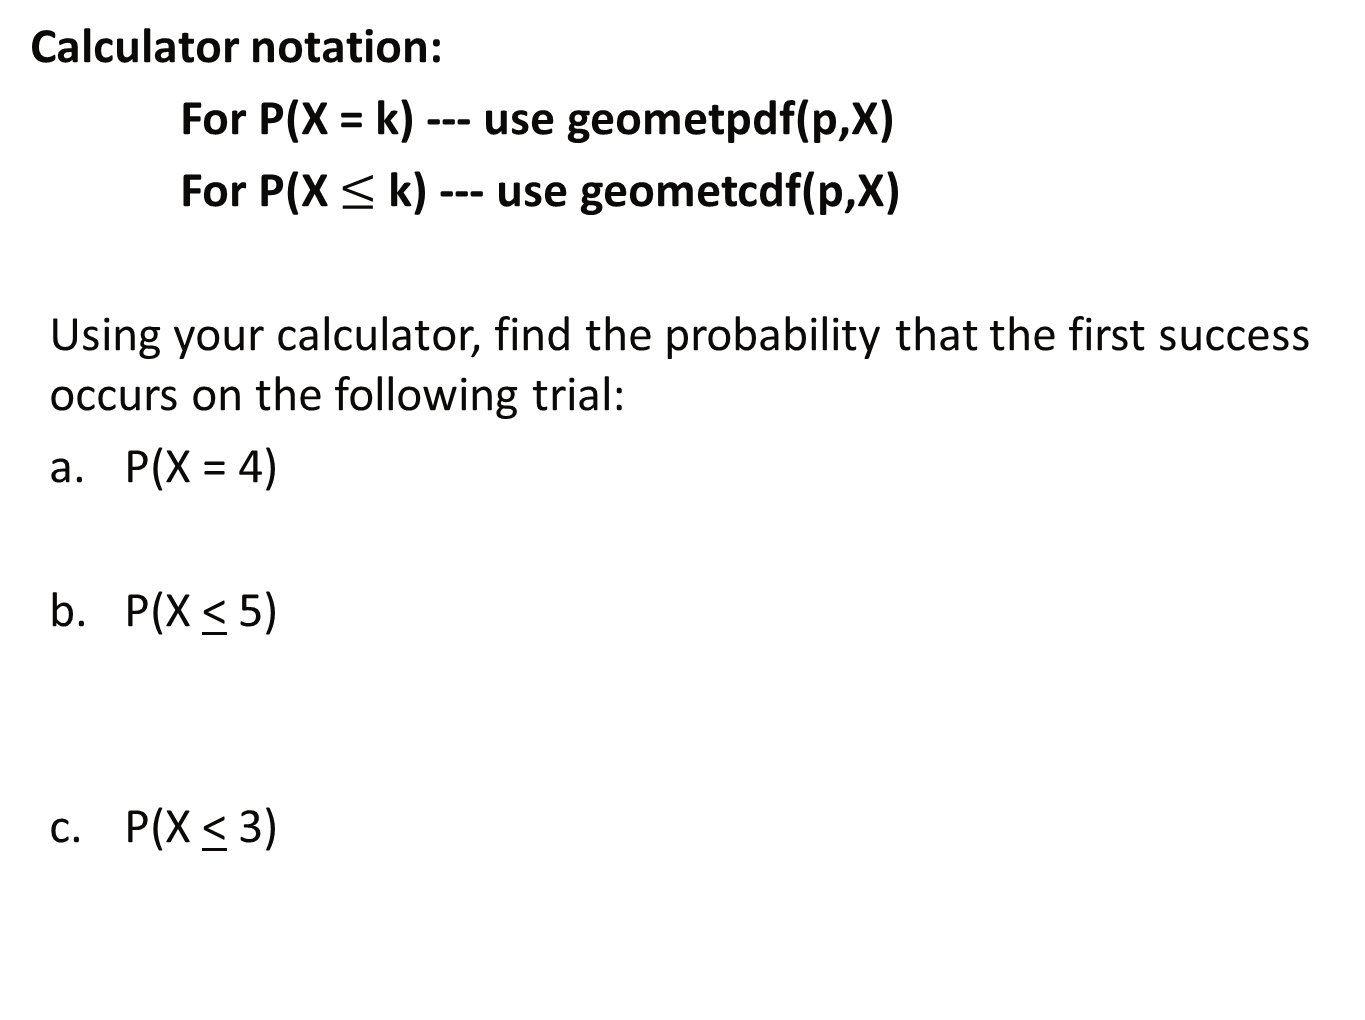 Calculator notation:
For P(X = k) --- use geometpdf(p,X)
For P(X ≤ k) --- use geometcdf(p,X)
Using your calculator, find the probability that the first success
occurs on the following trial:
a. P(X = 4)
b. P(X ≤ 5)
c. P(X ≤ 3)